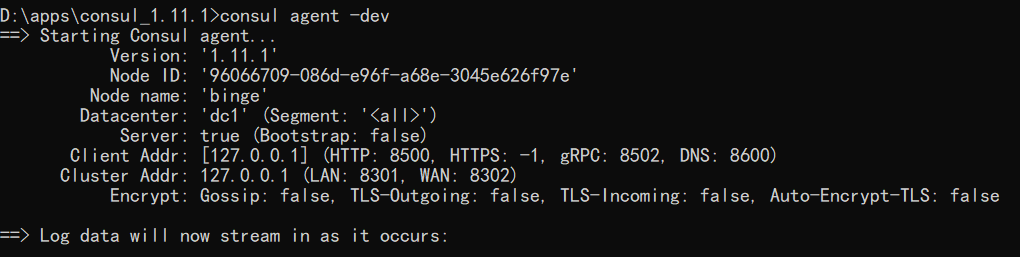 D:\apps\consul_1.11.1>consul agent -dev
==> Starting Consul agent...
Version: '1.11.1'
Node ID: '96066709-086d-e96f-a68e-3045e626f97e'
Node name: 'binge'
Datacenter: 'dc1' (Segment: '<all>')
Server: true (Bootstrap: false)
Client Addr: [127.0.0.1] (HTTP: 8500, HTTPS: -1, gRPC: 8502, DNS: 8600)
Cluster Addr: 127.0.0.1 (LAN: 8301, WAN: 8302)
Encrypt: Gossip: false, TLS-Outgoing: false, TLS-Incoming: false, Auto-Encrypt-TLS: false
==> Log data will now stream in as it occurs: